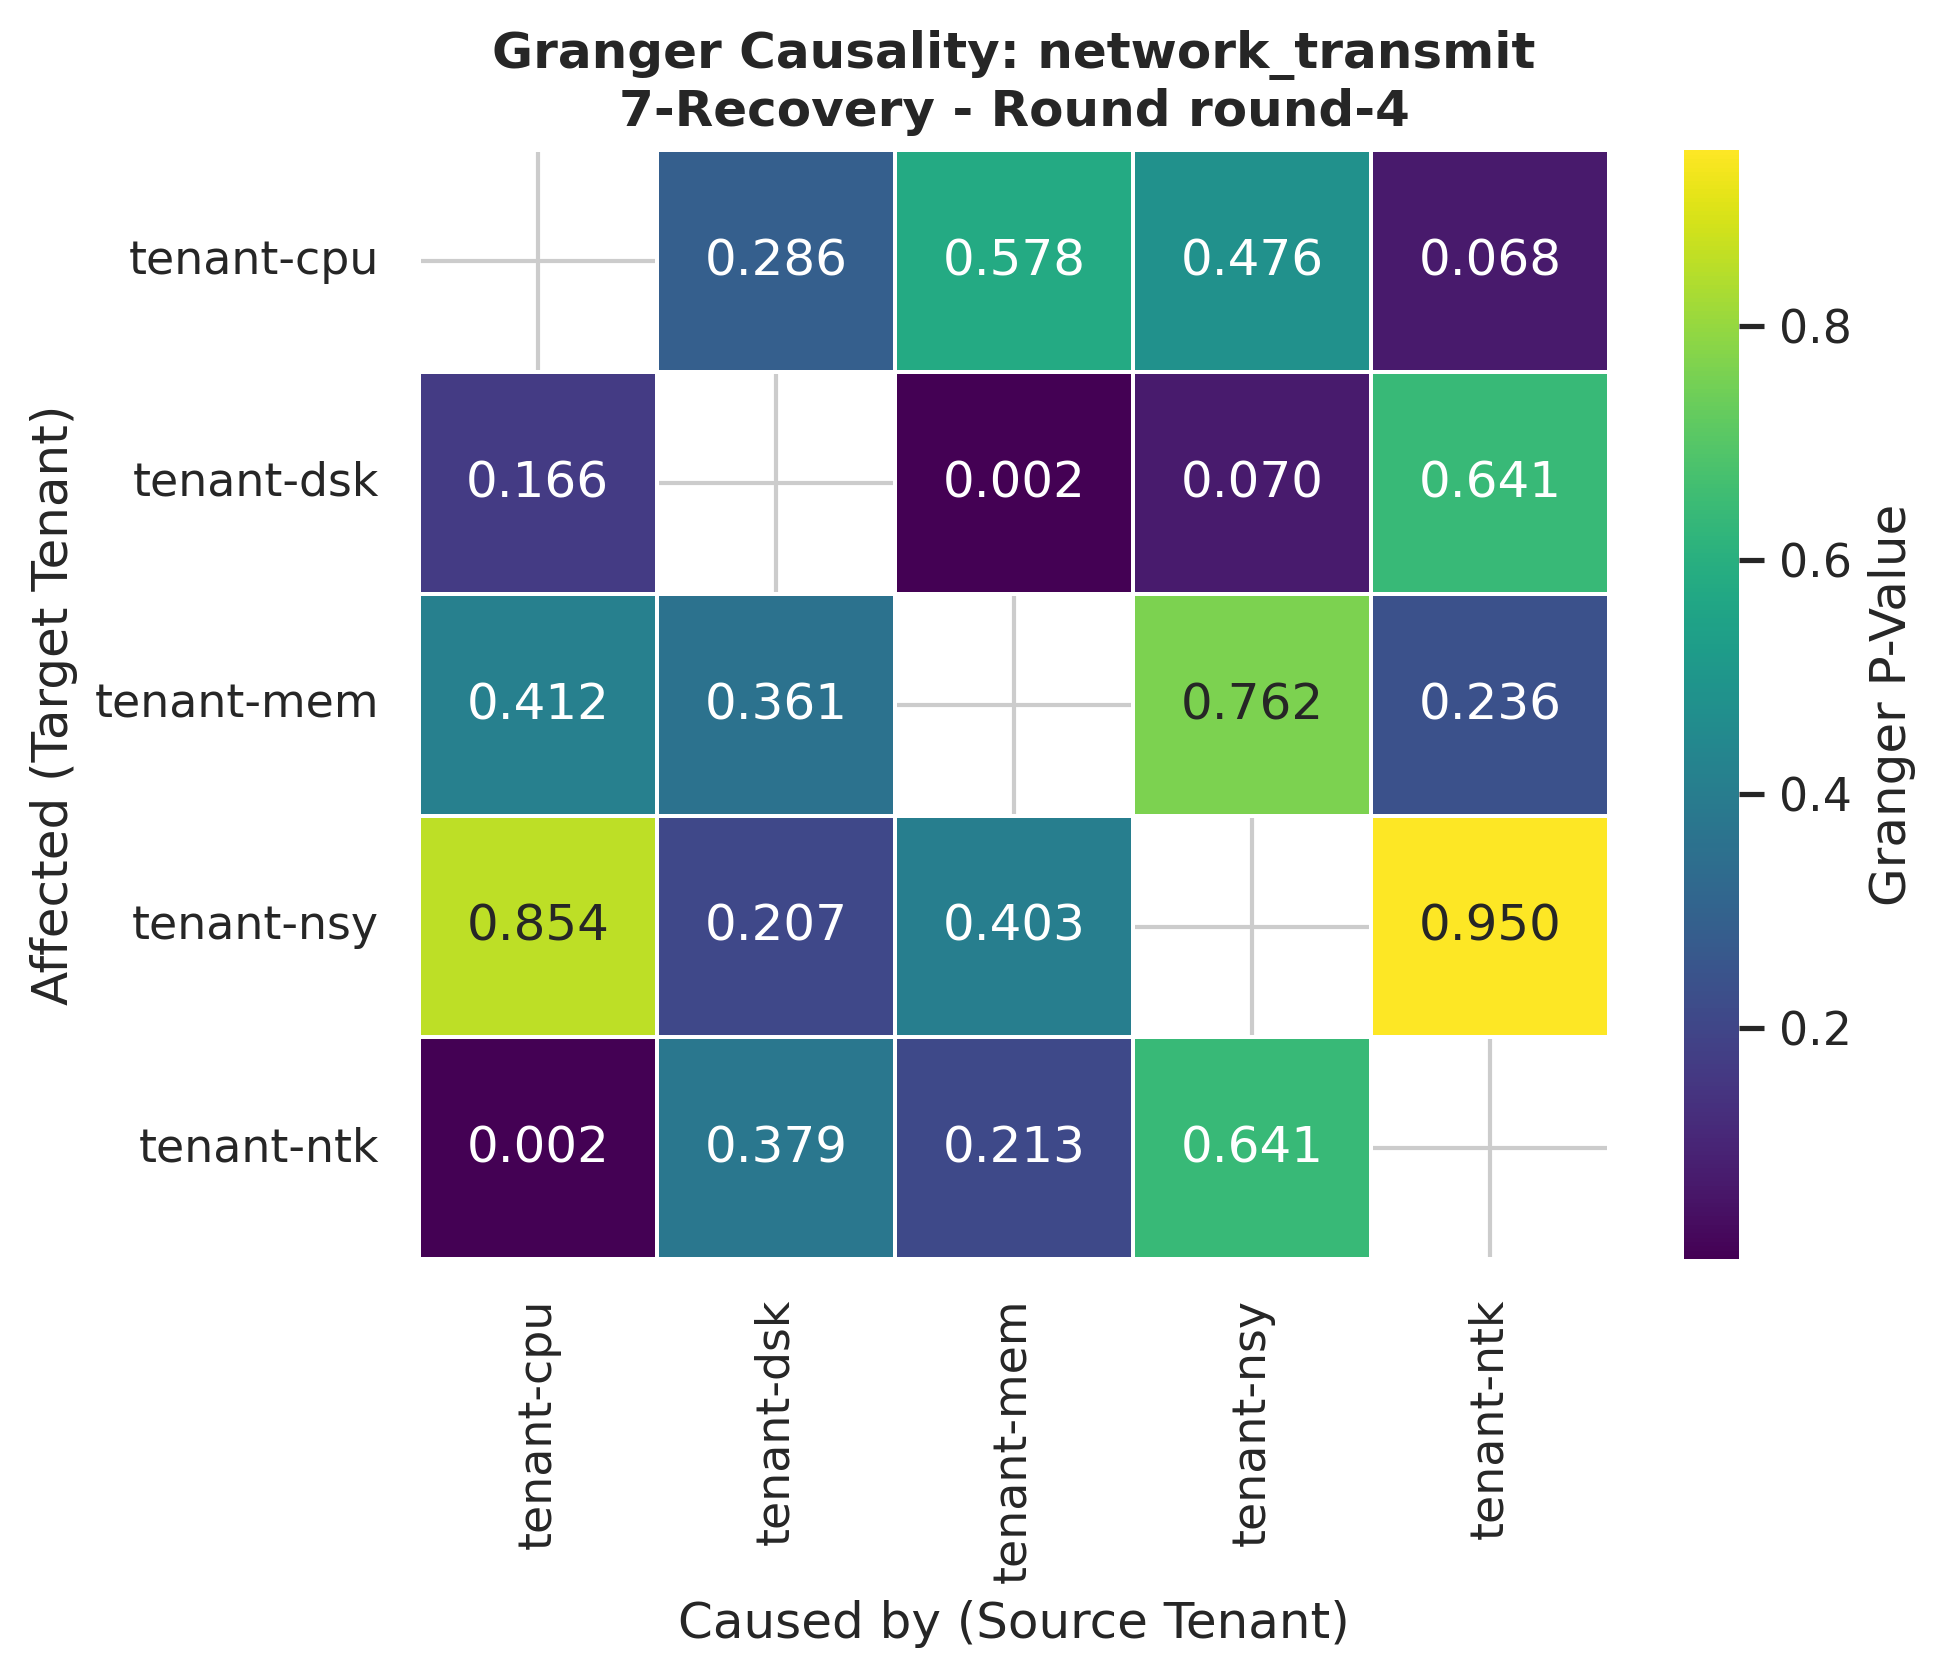 Granger Causality: network_transmit
7-Recovery - Round round-4
Affected (Target Tenant)
tenant-cpu
0.286 0.578 0.476 0.068
tenant-dsk
0.166 0.002 0.070 0.641
tenant-mem
0.412 0.361 0.762 0.236
tenant-nsy
0.854 0.207 0.403 0.950
tenant-ntk
0.002 0.379 0.213 0.641
tenant-cpu
tenant-dsk
tenant-mem
tenant-nsy
tenant-ntk
Caused by (Source Tenant)
0.8
0.6
0.4
0.2
Granger P-Value